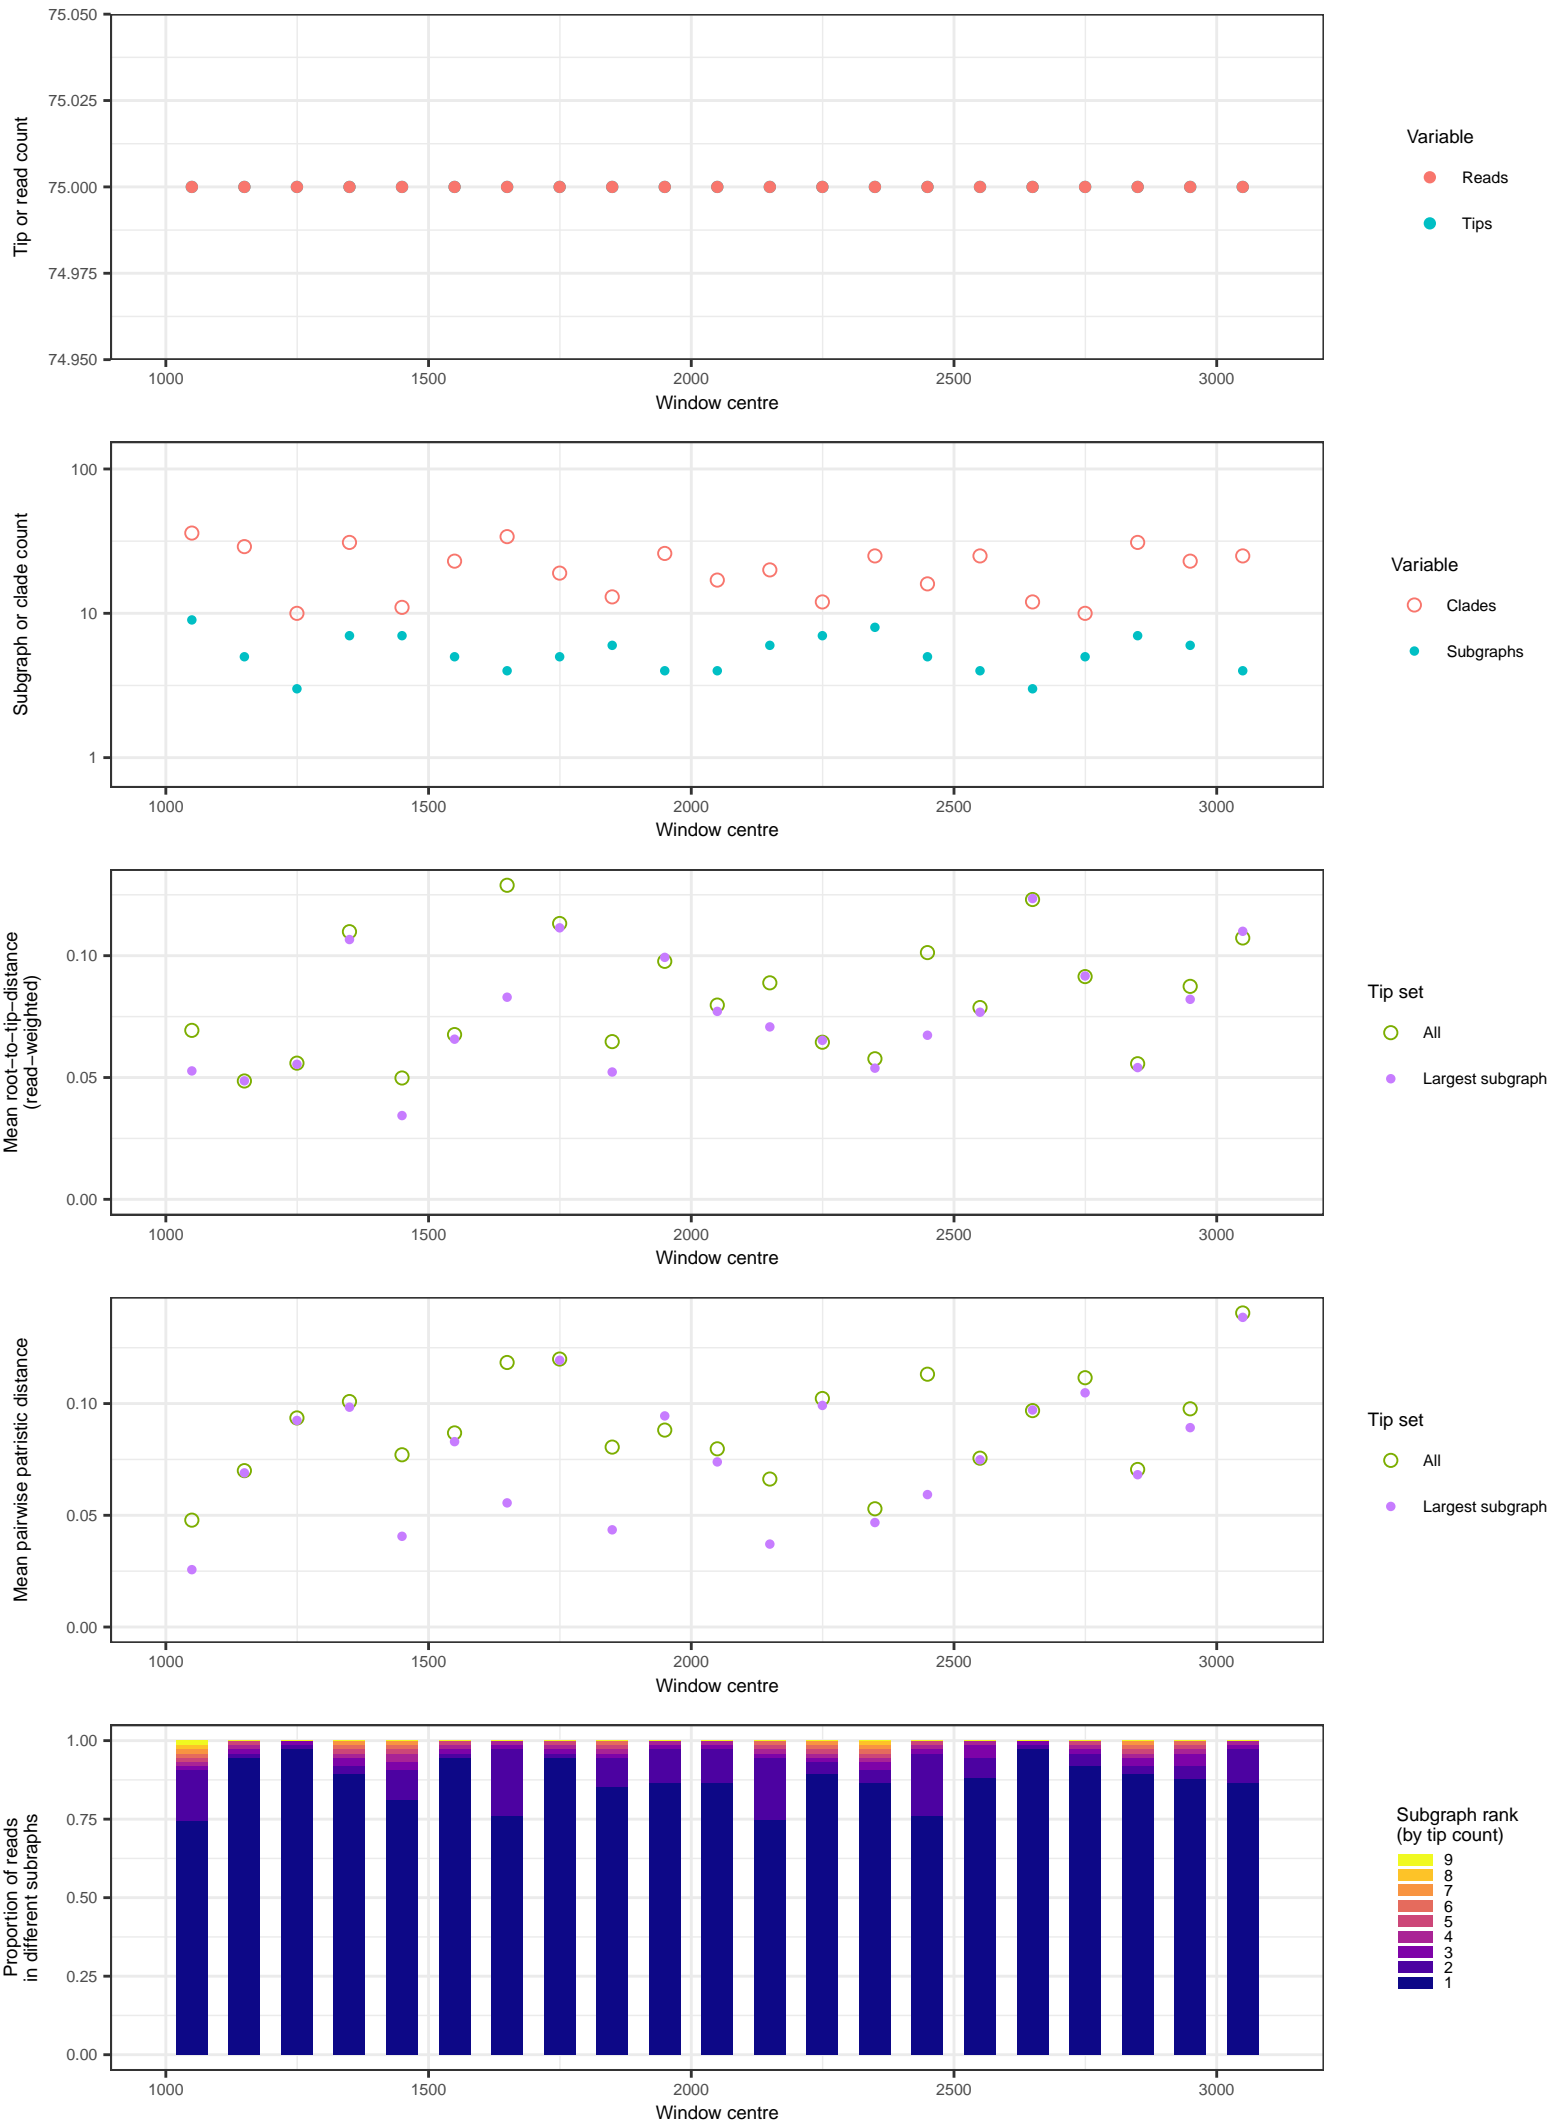 75.050
75.025
75.000
74.975
74.950
Tip or read count
1000 1500 2000 2500 3000
Window centre
Variable
Reads
Tips
100
10
1
Subgraph or clade count
1000 1500 2000 2500 3000
Window centre
Variable
Clades
Subgraphs
0.10
0.05
0.00
Mean root−to−tip−distance
(read−weighted)
1000 1500 2000 2500 3000
Window centre
Tip set
All
Largest subgraph
0.10
0.05
0.00
Mean pairwise patristic distance
1000 1500 2000 2500 3000
Window centre
Tip set
All
Largest subgraph
1.00
0.75
0.50
0.25
0.00
Proportion of reads
in different subraphs
1000 1500 2000 2500 3000
Window centre
Subgraph rank
(by tip count)
9
8
7
6
5
4
3
2
1